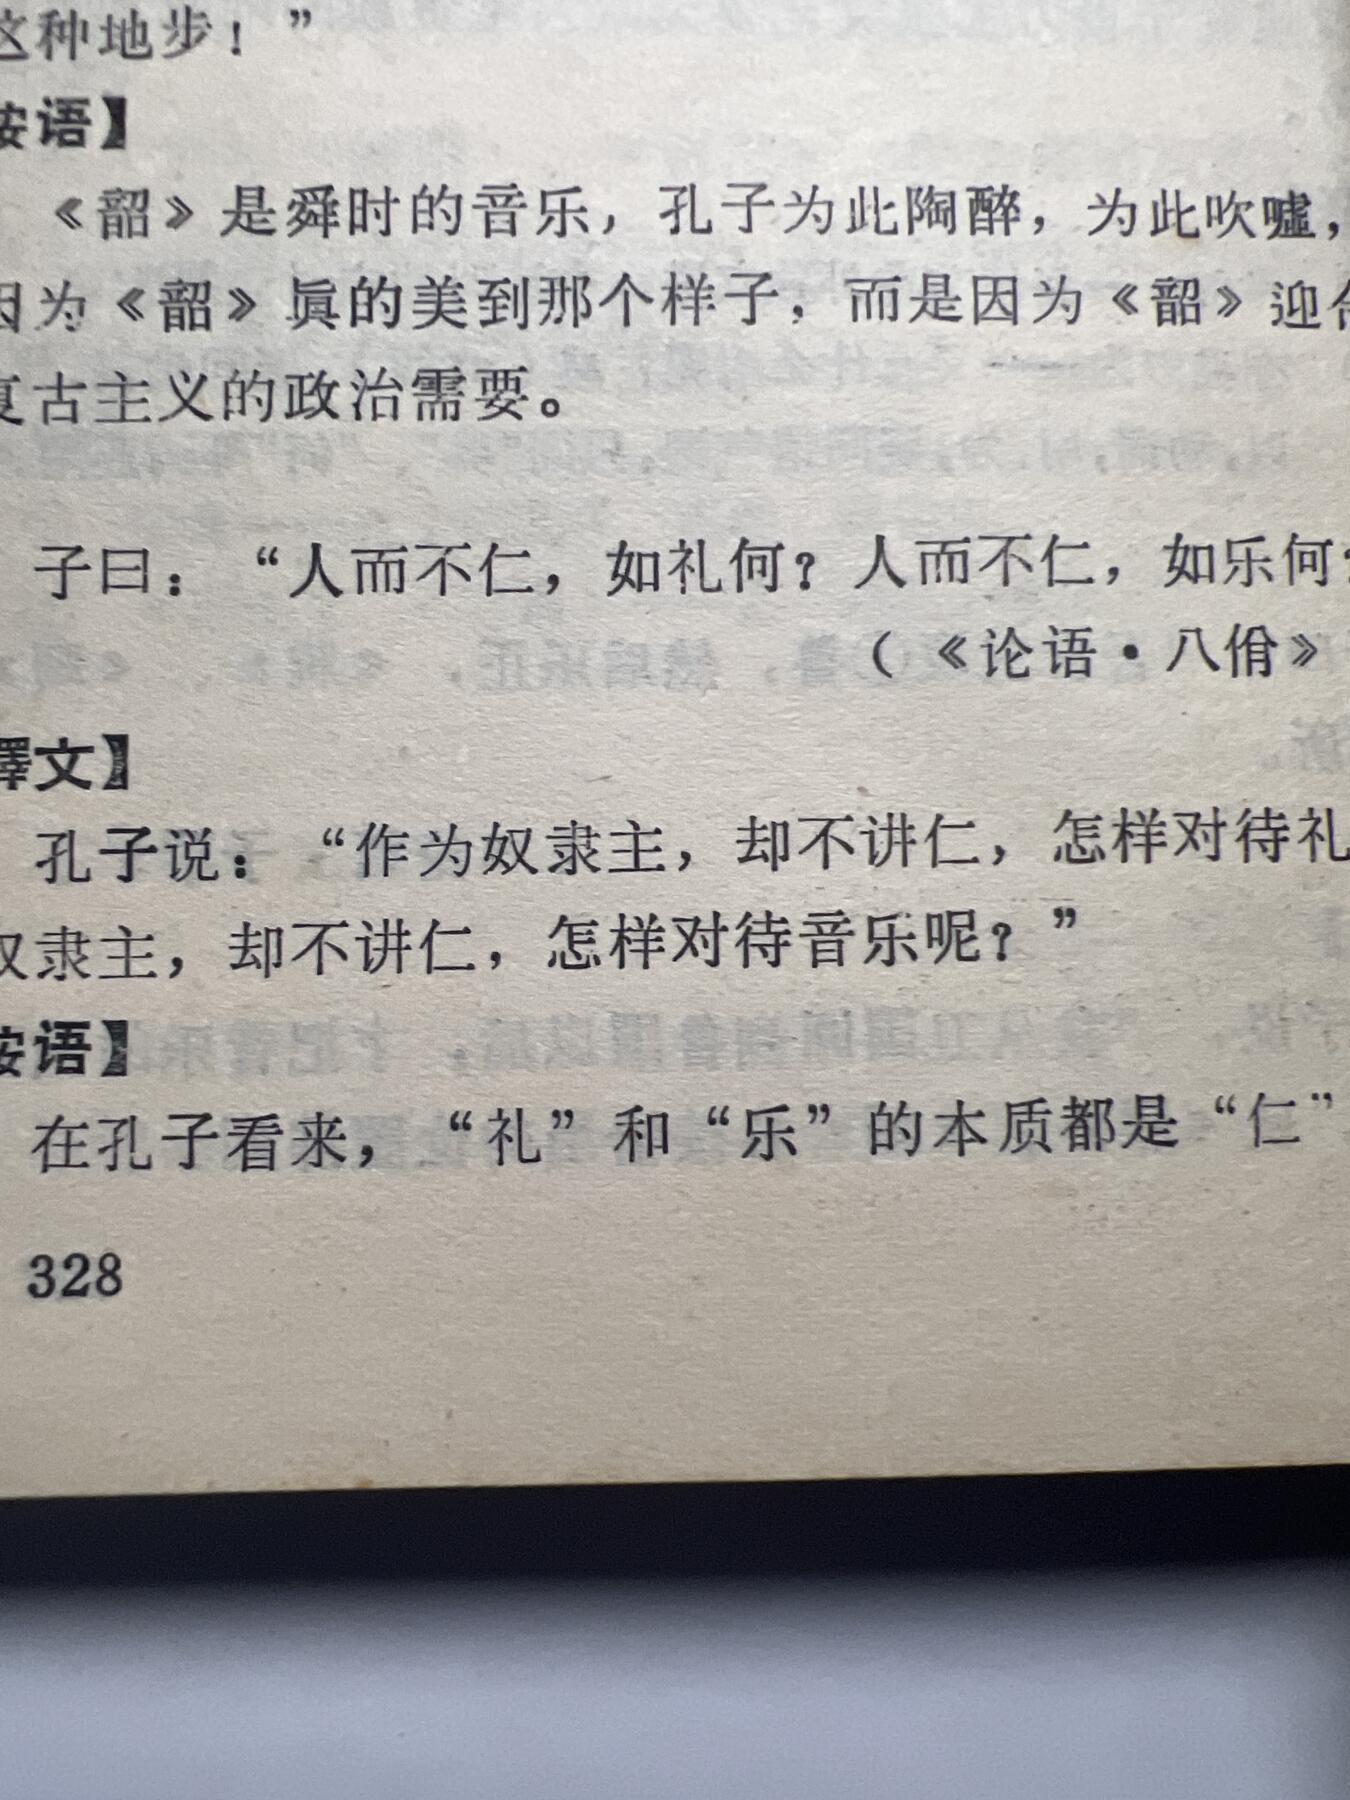 这种地步！”
按语】
《韶》是舜时的音乐，孔子为此陶醉，为此吹嘘，
因为《韶》眞的美到那个样子，而是因为《韶》迎合
复古主义的政治需要。
子曰：“人而不仁，如礼何？人而不仁，如乐何？
（《论语·八佾》
譯文】
孔子说：“作为奴隶主，却不讲仁，怎样对待礼
奴隶主，却不讲仁，怎样对待音乐呢？”
按语】
在孔子看来，“礼”和“乐”的本质都是“仁”
328